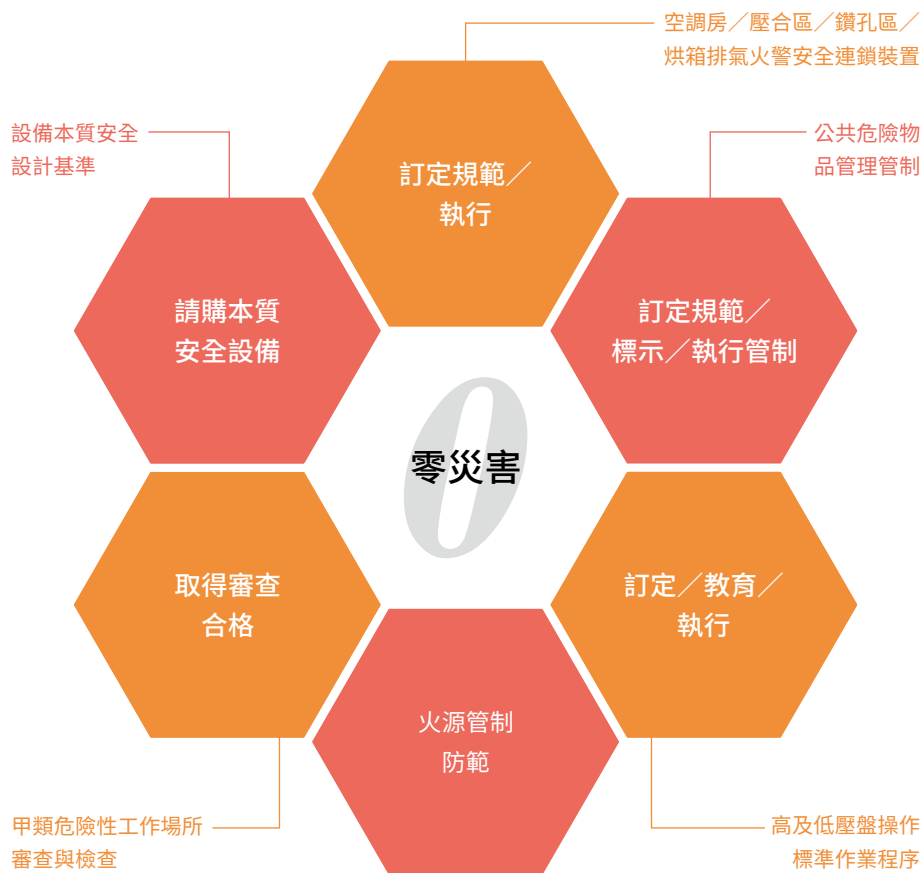 空調房／壓合區／鑽孔區／
烘箱排氣火警安全連鎖裝置
設備本質安全
設計基準
公共危險物
品管理管制
訂定規範／
執行
請購本質
安全設備
訂定規範／
標示／執行管制
0
零災害
取得審查
合格
訂定／教育／
執行
火源管制
防範
甲類危險性工作場所
審查與檢查
高及低壓盤操作
標準作業程序